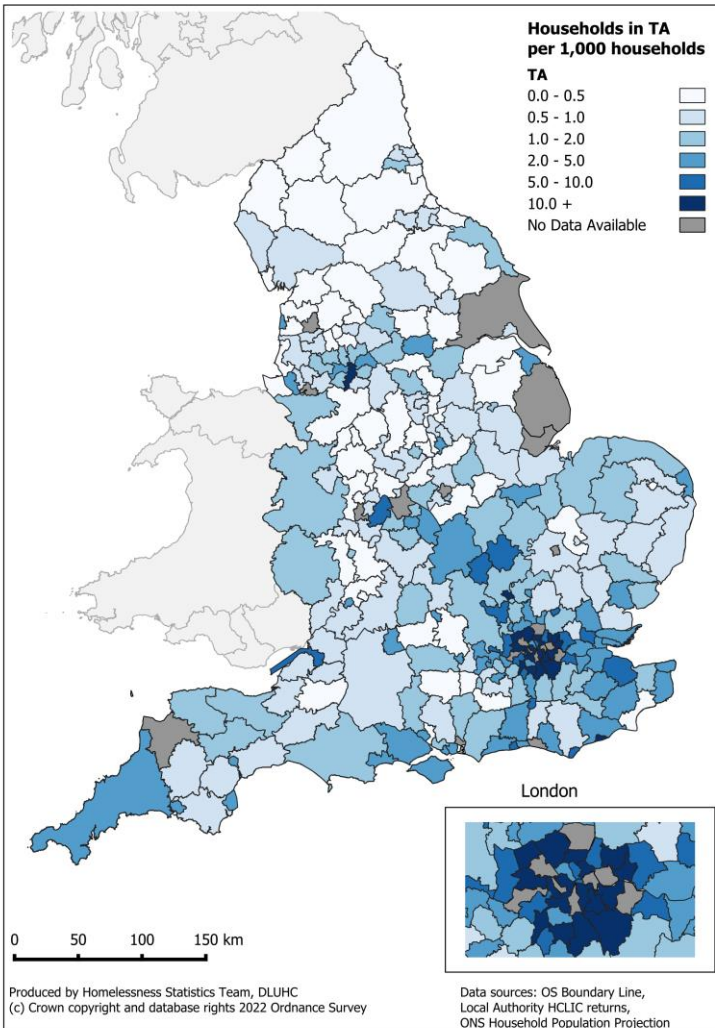 Households in TA
per 1,000 households
TA
0.0 - 0.5
0.5 - 1.0
1.0 - 2.0
2.0 - 5.0
5.0 - 10.0
10.0 +
No Data Available
London
0 50 100 150 km
Produced by Homelessness Statistics Team, DLUHC
(c) Crown copyright and database rights 2022 Ordnance Survey
Data sources: OS Boundary Line,
Local Authority HCLIC returns,
ONS Household Population Projection